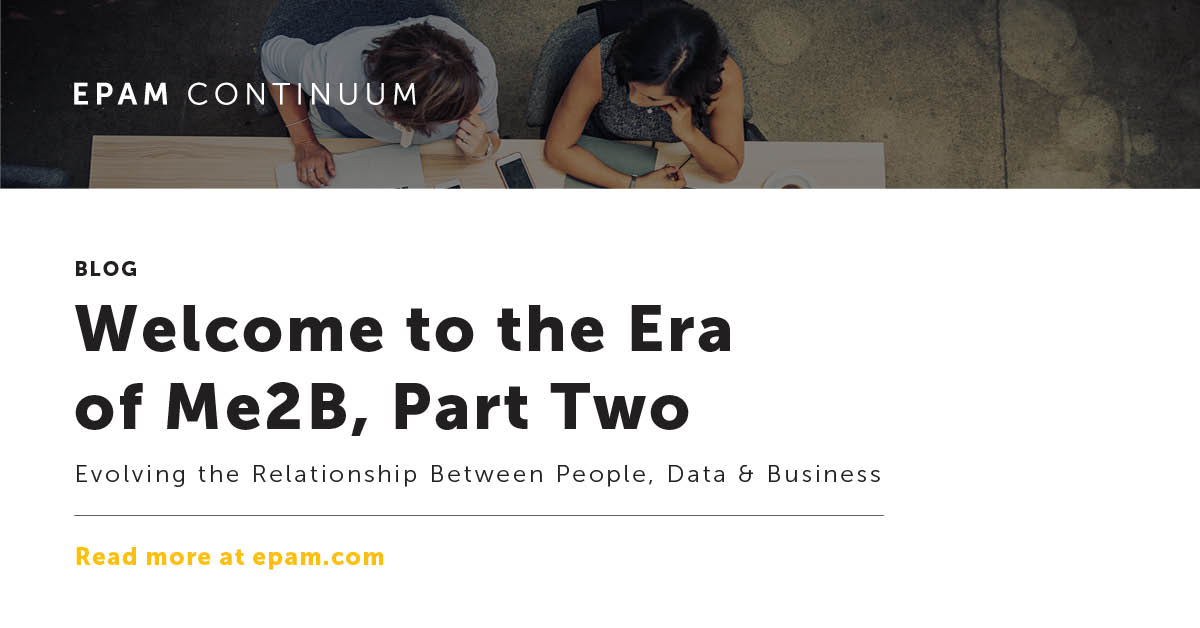 EPAM CONTINUUM
BLOG
Welcome to the Era
of Me2B, Part Two
Evolving the Relationship Between People, Data & Business
Read more at epam.com